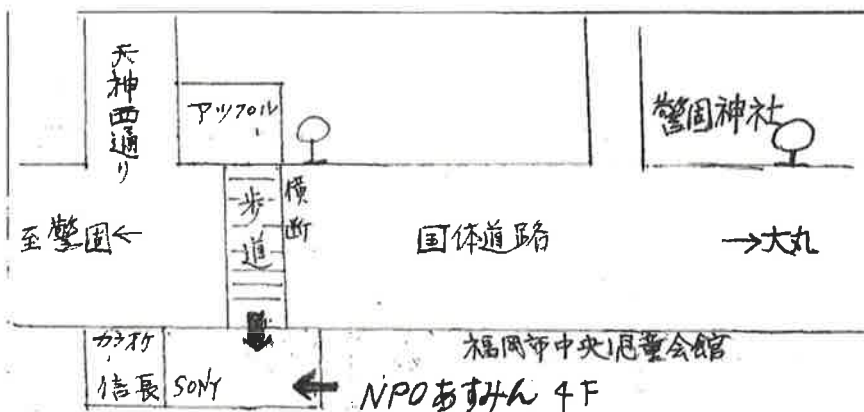 天神西通り
アップル
警固神社
横断
歩道
至警固←
国体道路
→大丸
カラオケ
信長
SONY
福岡市中央児童会館
NPOあすみん 4F